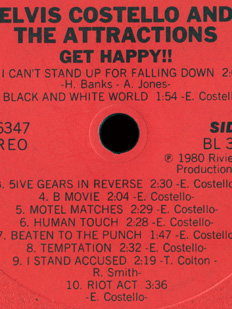 ELVIS COSTELLO AND
THE ATTRACTIONS
GET HAPPY!!
I CAN'T STAND UP FOR FALLING DOWN 2
-H. Banks - A. Jones-
BLACK AND WHITE WORLD 1:54 -E. Costello
6347 SID
REO BL 3
℗ 1980 Rivie
Production
. 5IVE GEARS IN REVERSE 2:30 -E. Costello-
4. B MOVIE 2:04 -E. Costello-
5. MOTEL MATCHES 2:29 -E. Costello-
6. HUMAN TOUCH 2:28 -E. Costello-
7. BEATEN TO THE PUNCH 1:47 -E. Costello-
8. TEMPTATION 2:32 -E. Costello-
9. I STAND ACCUSED 2:19 -T. Colton -
R. Smith-
10. RIOT ACT 3:36
-E. Costello-